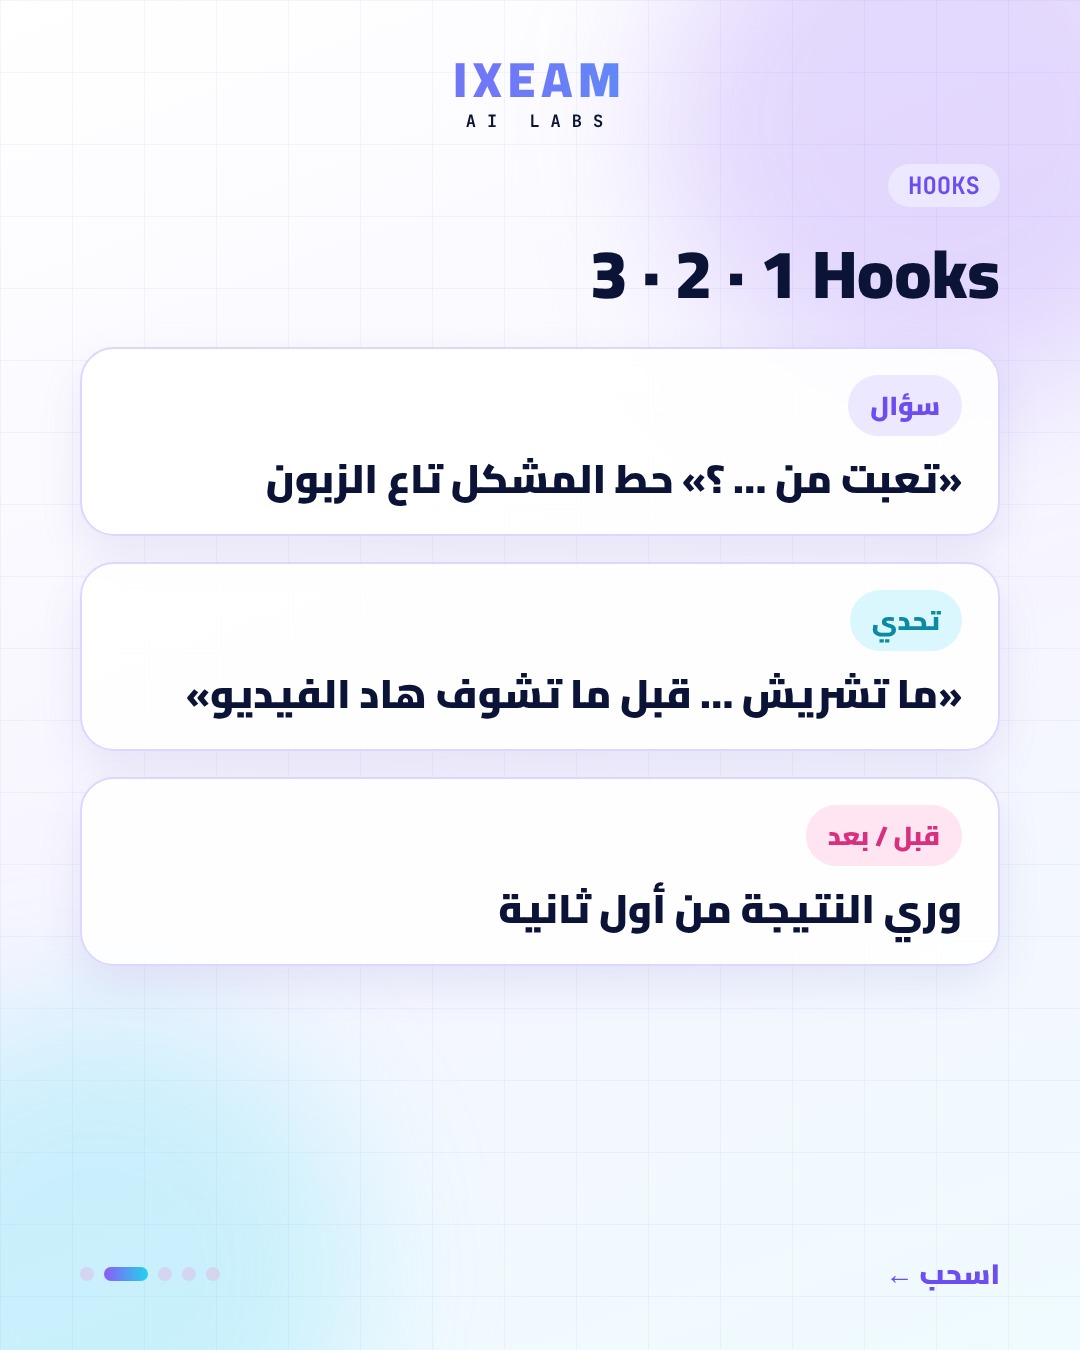 IXEAM
AI LABS
HOOKS
3 · 2 · 1 Hooks
سؤال
«تعبت من ... ؟» حط المشكل تاع الزبون
تحدي
«ما تشريش ... قبل ما تشوف هاد الفيديو»
قبل / بعد
وري النتيجة من أول ثانية
اسحب ←